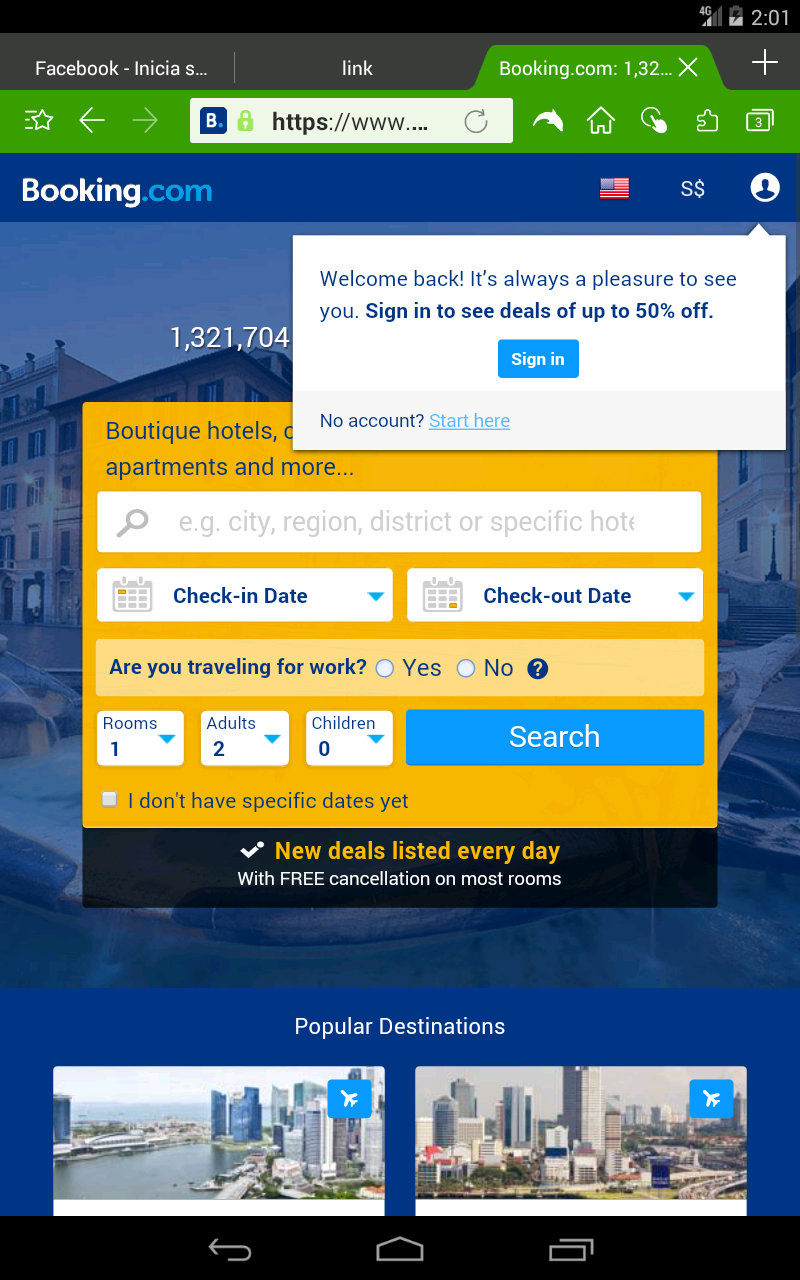 4G 2:01
Facebook - Inicia s...
link
Booking.com: 1,32...
B.
https://www....
3
Booking.com
S$
Welcome back! It's always a pleasure to see
you. Sign in to see deals of up to 50% off.
Sign in
No account? Start here
1,321,704
Boutique hotels,
apartments and more...
e.g. city, region, district or specific hote
Check-in Date
Check-out Date
Are you traveling for work? Yes No ?
Rooms
1
Adults
2
Children
0
Search
I don't have specific dates yet
New deals listed every day
With FREE cancellation on most rooms
Popular Destinations